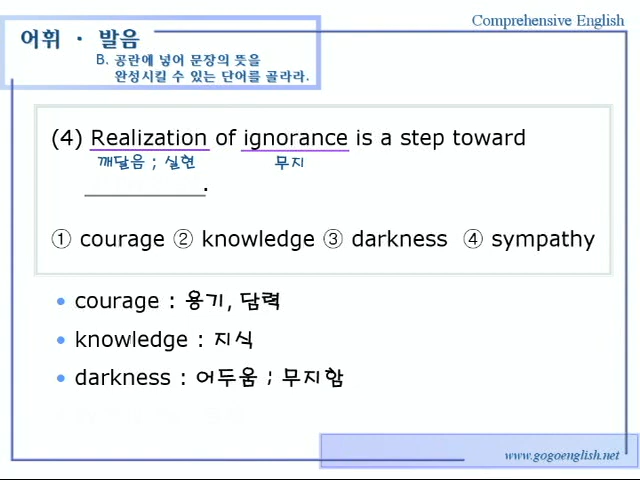 Comprehensive English
어휘 · 발음
B. 공란에 넣어 문장의 뜻을
완성시킬 수 있는 단어를 골라라.
(4) Realization of ignorance is a step toward
깨달음 ; 실현 무지
__________.
① courage ② knowledge ③ darkness ④ sympathy
• courage : 용기, 담력
• knowledge : 지식
• darkness : 어두움 ; 무지함
www.gogoenglish.net